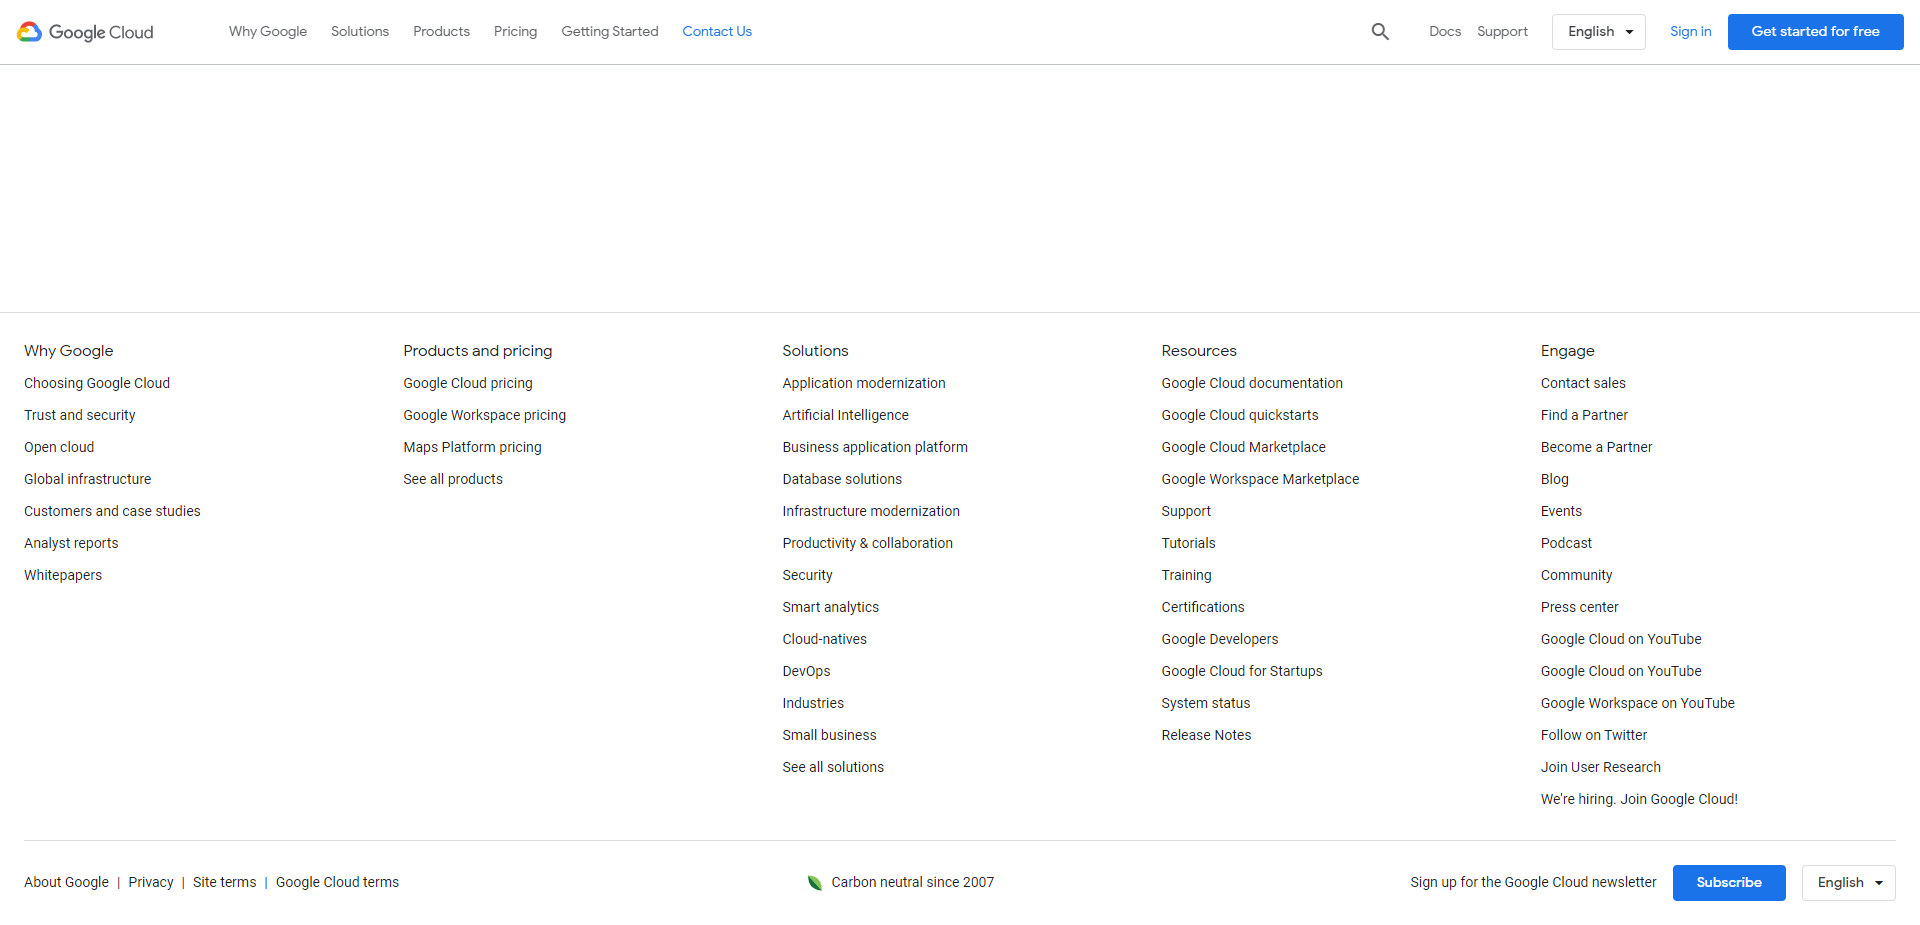 Google Cloud
Why Google Solutions Products Pricing Getting Started Contact Us
Docs Support English Sign in Get started for free
Why Google
Choosing Google Cloud
Trust and security
Open cloud
Global infrastructure
Customers and case studies
Analyst reports
Whitepapers
Products and pricing
Google Cloud pricing
Google Workspace pricing
Maps Platform pricing
See all products
Solutions
Application modernization
Artificial Intelligence
Business application platform
Database solutions
Infrastructure modernization
Productivity & collaboration
Security
Smart analytics
Cloud-natives
DevOps
Industries
Small business
See all solutions
Resources
Google Cloud documentation
Google Cloud quickstarts
Google Cloud Marketplace
Google Workspace Marketplace
Support
Tutorials
Training
Certifications
Google Developers
Google Cloud for Startups
System status
Release Notes
Engage
Contact sales
Find a Partner
Become a Partner
Blog
Events
Podcast
Community
Press center
Google Cloud on YouTube
Google Cloud on YouTube
Google Workspace on YouTube
Follow on Twitter
Join User Research
We're hiring. Join Google Cloud!
About Google | Privacy | Site terms | Google Cloud terms
Carbon neutral since 2007
Sign up for the Google Cloud newsletter Subscribe English